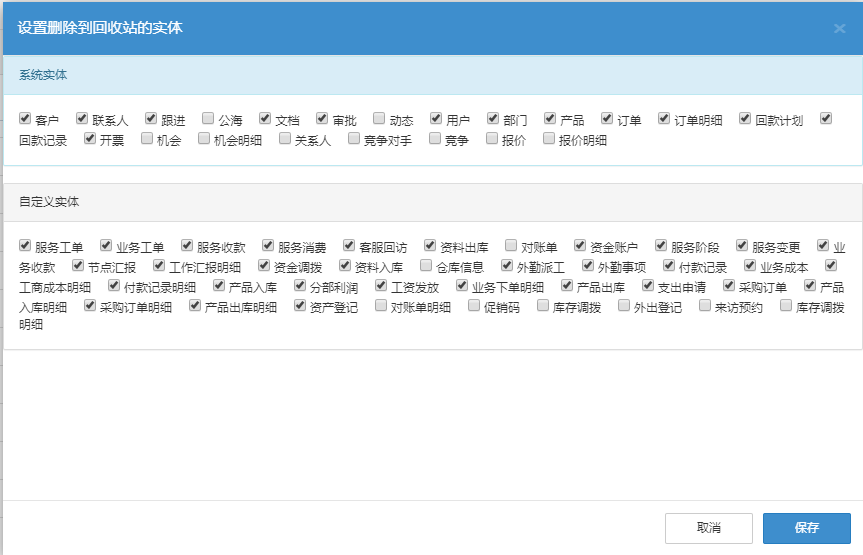 设置删除到回收站的实体 ×
系统实体
客户 联系人 跟进 公海 文档 审批 动态 用户 部门 产品 订单 订单明细 回款计划
回款记录 开票 机会 机会明细 关系人 竞争对手 竞争 报价 报价明细
自定义实体
服务工单 业务工单 服务收款 服务消费 客服回访 资料出库 对账单 资金账户 服务阶段 服务变更 业
务收款 节点汇报 工作汇报明细 资金调拨 资料入库 仓库信息 外勤派工 外勤事项 付款记录 业务成本
工商成本明细 付款记录明细 产品入库 分部利润 工资发放 业务下单明细 产品出库 支出申请 采购订单 产品
入库明细 采购订单明细 产品出库明细 资产登记 对账单明细 促销码 库存调拨 外出登记 来访预约 库存调拨
明细
取消 保存